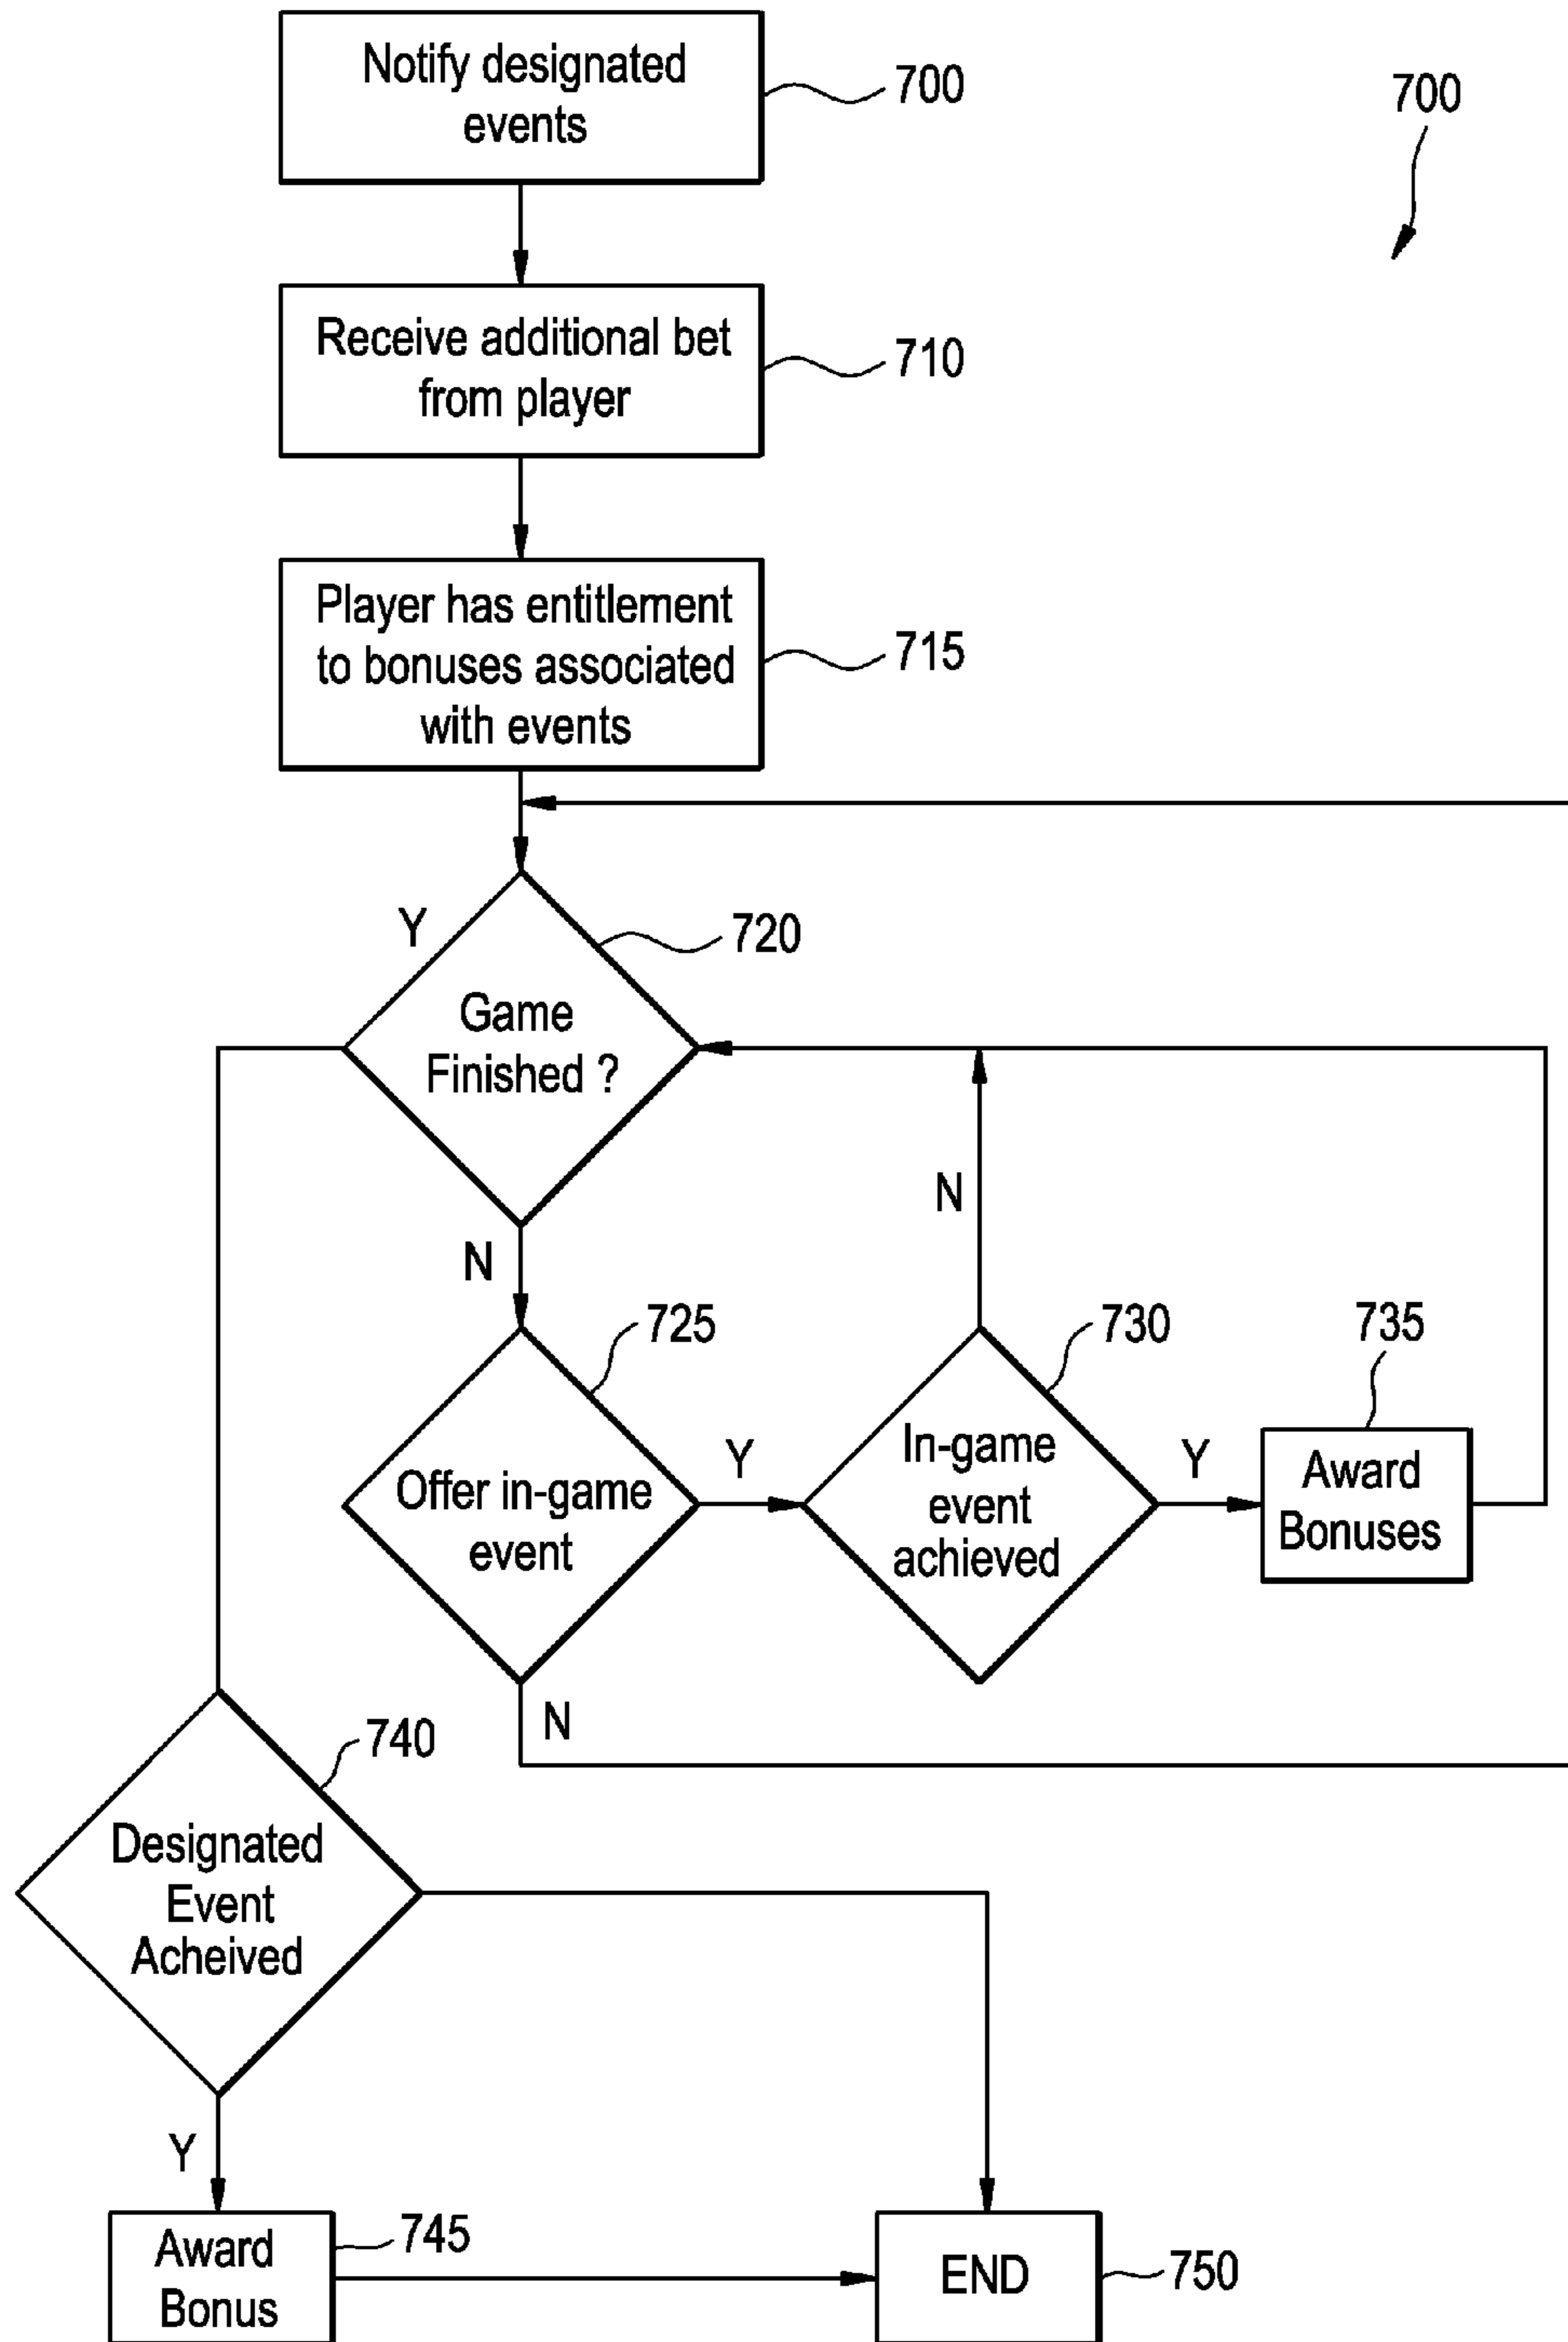 Notify designated
events
700
700
Receive additional bet
from player
710
Player has entitlement
to bonuses associated
with events
715
Y
720
Game
Finished ?
N
N
725
730
735
Offer in-game
event
Y
In-game
event
achieved
Y
Award
Bonuses
N
740
Designated
Event
Acheived
Y
Award
Bonus
745
END
750